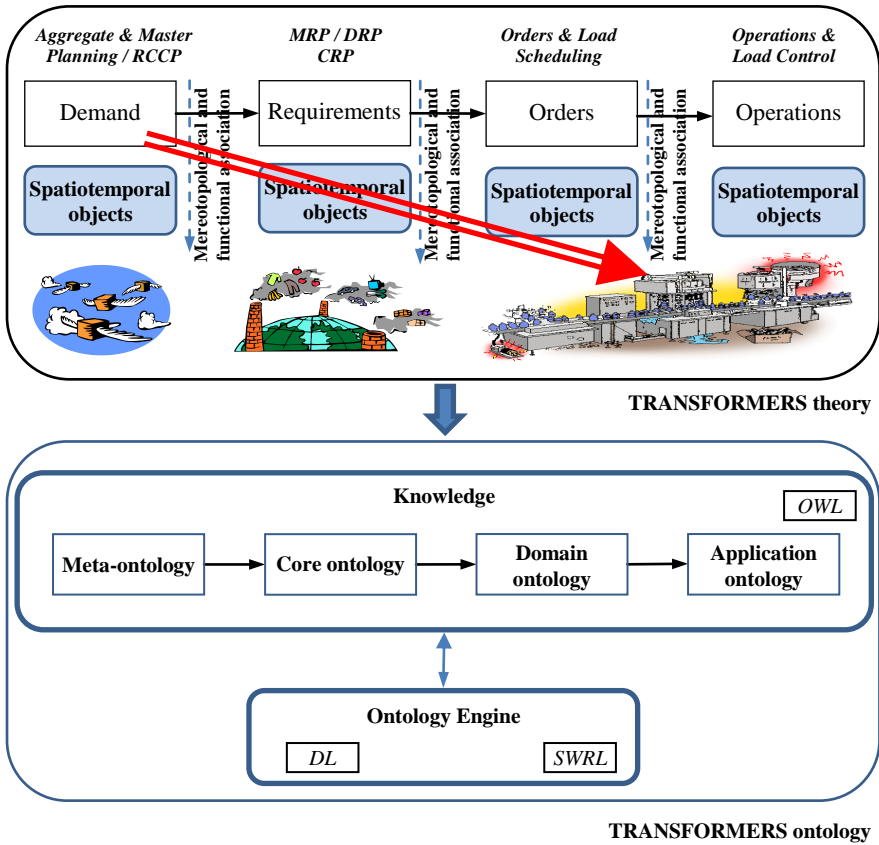 Aggregate & Master
Planning / RCCP
MRP / DRP
CRP
Orders & Load
Scheduling
Operations &
Load Control
Demand
Mereotopological and
functional association
Requirements
Mereotopological and
functional association
Orders
Mereotopological and
functional association
Operations
Spatiotemporal
objects
Spatiotemporal
objects
Spatiotemporal
objects
Spatiotemporal
objects
TRANSFORMERS theory
Knowledge
OWL
Meta-ontology
Core ontology
Domain
ontology
Application
ontology
Ontology Engine
DL
SWRL
TRANSFORMERS ontology